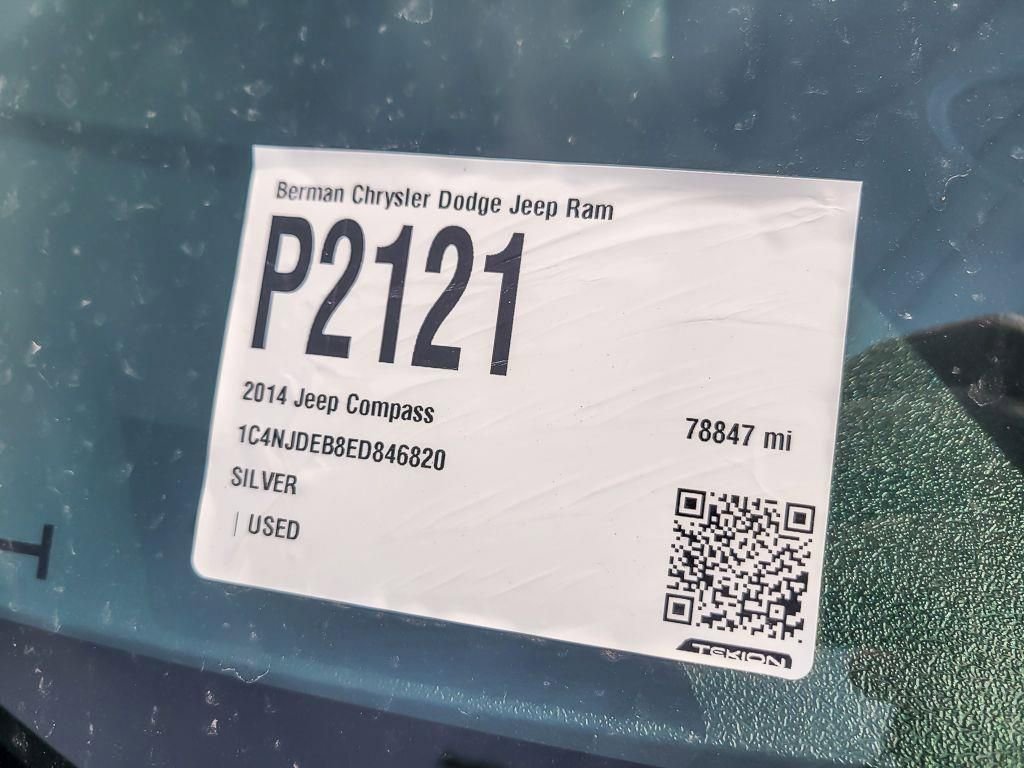 Berman Chrysler Dodge Jeep Ram
P2121
2014 Jeep Compass
78847 mi
1C4NJDEB8ED846820
SILVER
| USED
TEKION